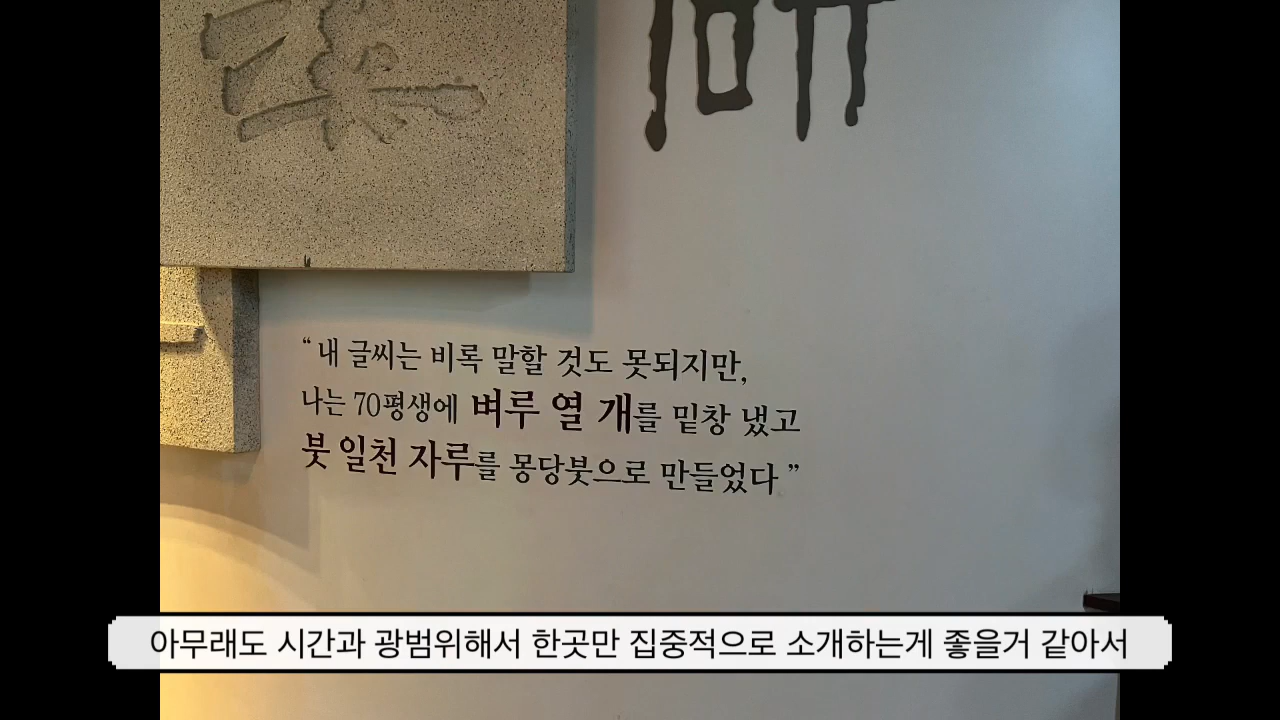 “내 글씨는 비록 말할 것도 못되지만,
나는 70평생에 벼루 열 개를 밑창 냈고
붓 일천 자루를 몽당붓으로 만들었다”
아무래도 시간과 광범위해서 한곳만 집중적으로 소개하는게 좋을거 같아서